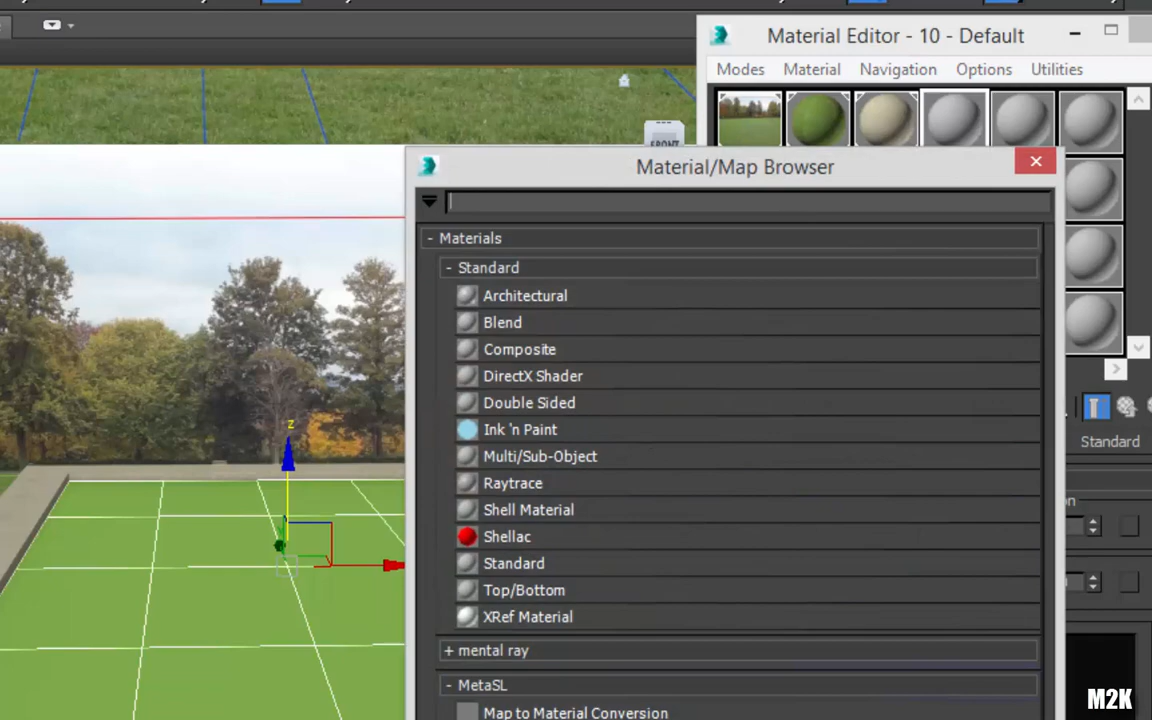 Material Editor - 10 - Default
Modes Material Navigation Options Utilities
FRONT
Material/Map Browser
- Materials
- Standard
Architectural
Blend
Composite
DirectX Shader
Double Sided
Ink 'n Paint
Multi/Sub-Object
Standard
Raytrace
Shell Material
on
Shellac
Standard
Top/Bottom
XRef Material
+ mental ray
- MetaSL
Map to Material Conversion
z
M2K